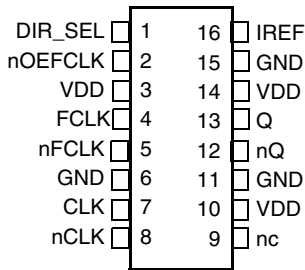 DIR_SEL 1 16 IREF
nOEFCLK 2 15 GND
VDD 3 14 VDD
FCLK 4 13 Q
nFCLK 5 12 nQ
GND 6 11 GND
CLK 7 10 VDD
nCLK 8 9 nc